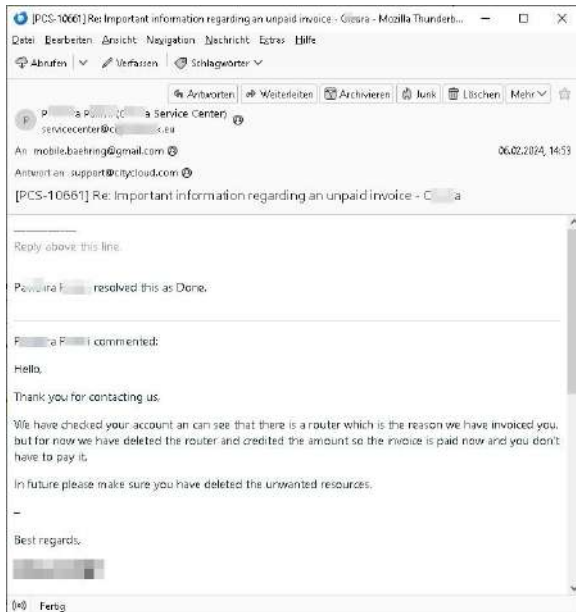 [PCS-10661] Re: Important information regarding an unpaid invoice - - Mozilla Thunderb...
Datei Bearbeiten Ansicht Navigation Nachricht Extras Hilfe
Abrufen Verfassen Schlagwörter
Antworten Weiterleiten Archivieren Junk Löschen Mehr
P
P a Service Center)
servicecenter@ .eu
An mobile.baehring@gmail.com 06.02.2024, 14:53
Antwort an support@citycloud.com
[PCS-10661] Re: Important information regarding an unpaid invoice - C a
Reply above this line.
resolved this as Done.
commented:
Hello,
Thank you for contacting us,
We have checked your account an can see that there is a router which is the reason we have invoiced you,
but for now we have deleted the router and credited the amount so the invoice is paid now and you don't
have to pay it.
In future please make sure you have deleted the unwanted resources.
–
Best regards,
Fertig